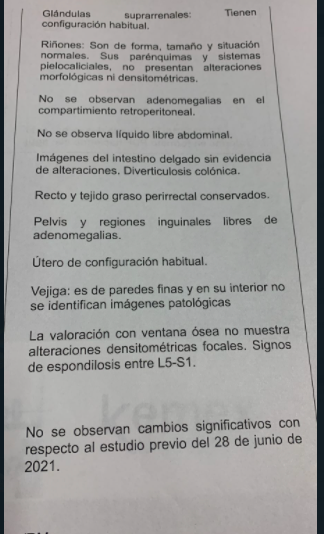 Glándulas suprarrenales: Tienen
configuración habitual.
Riñones: Son de forma, tamaño y situación
normales. Sus parénquimas y sistemas
pielocaliciales, no presentan alteraciones
morfológicas ni densitométricas.
No se observan adenomegalias en el
compartimiento retroperitoneal.
No se observa líquido libre abdominal.
Imágenes del intestino delgado sin evidencia
de alteraciones. Diverticulosis colónica.
Recto y tejido graso perirrectal conservados.
Pelvis y regiones inguinales libres de
adenomegalias.
Útero de configuración habitual.
Vejiga: es de paredes finas y en su interior no
se identifican imágenes patológicas
La valoración con ventana ósea no muestra
alteraciones densitométricas focales. Signos
de espondilosis entre L5-S1.
No se observan cambios significativos con
respecto al estudio previo del 28 de junio de
2021.